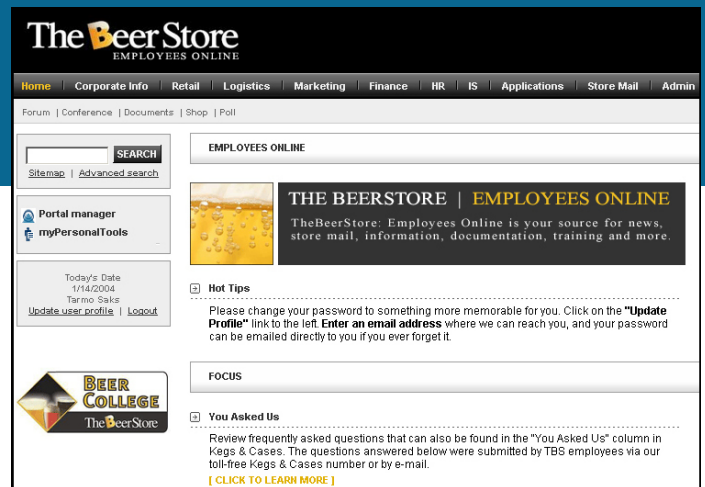 The Beer Store
EMPLOYEES ONLINE
Home | Corporate Info | Retail | Logistics | Marketing | Finance | HR | IS | Applications | Store Mail | Admin
Forum | Conference | Documents | Shop | Poll
SEARCH
Sitemap | Advanced search
Portal manager
myPersonalTools
Today's Date
1/14/2004
Tarmo Saks
Update user profile | Logout
BEER
COLLEGE
The Beer Store
EMPLOYEES ONLINE
THE BEERSTORE | EMPLOYEES ONLINE
TheBeerStore: Employees Online is your source for news,
store mail, information, documentation, training and more.
Hot Tips
Please change your password to something more memorable for you. Click on the "Update
Profile" link to the left. Enter an email address where we can reach you, and your password
can be emailed directly to you if you ever forget it.
FOCUS
You Asked Us
Review frequently asked questions that can also be found in the "You Asked Us" column in
Kegs & Cases. The questions answered below were submitted by TBS employees via our
toll-free Kegs & Cases number or by e-mail.
[ CLICK TO LEARN MORE ]